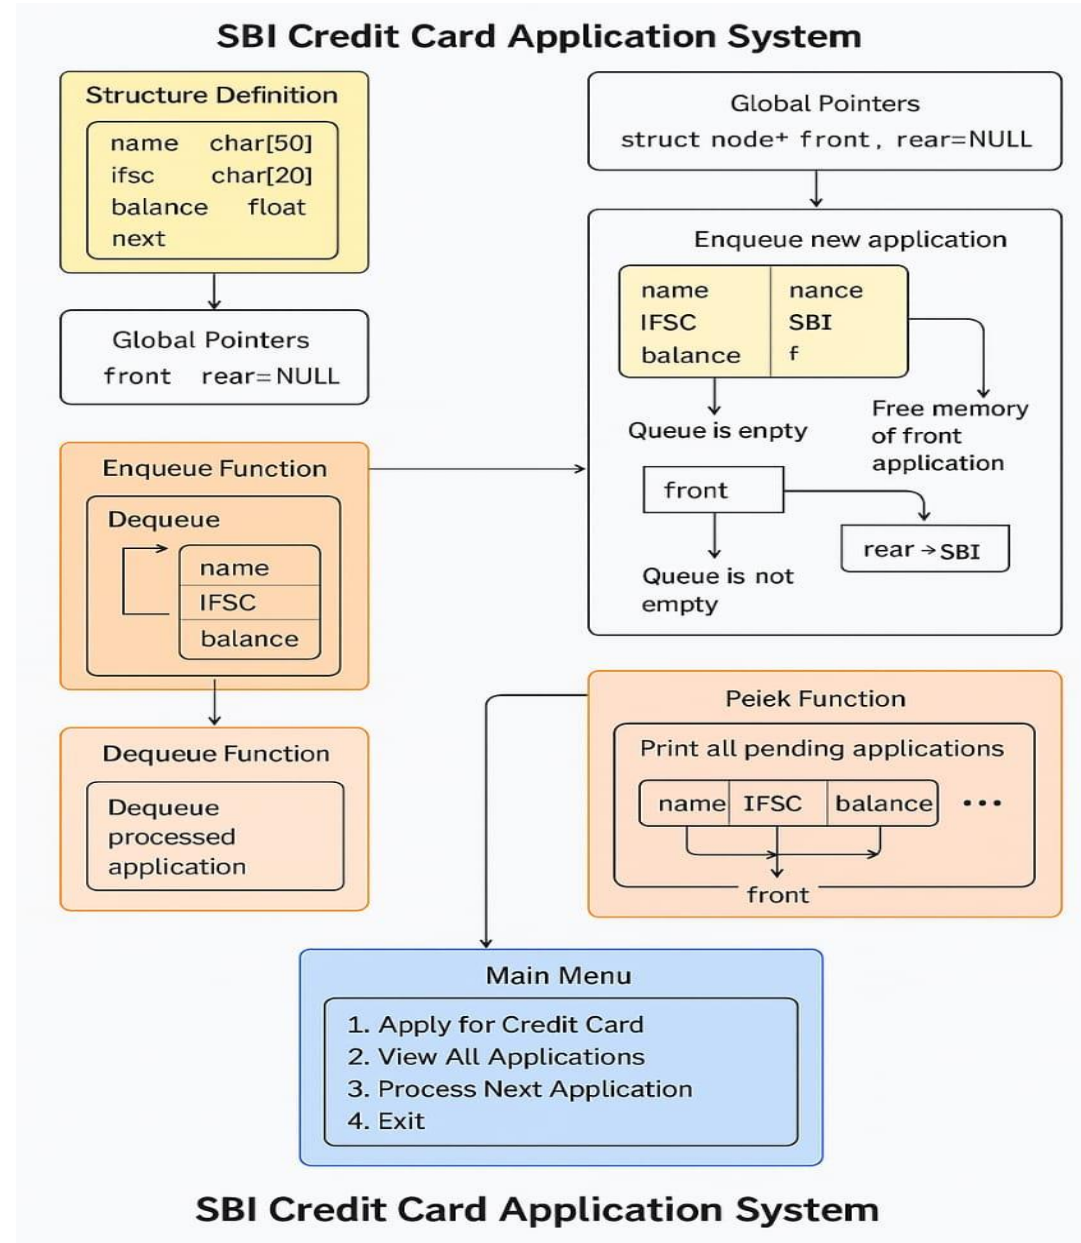 SBI Credit Card Application System
Structure Definition
name char[50]
ifsc char[20]
balance float
next
Global Pointers
front rear=NULL
Enqueue Function
Dequeue
name
IFSC
balance
Dequeue Function
Dequeue
processed
application
Global Pointers
struct node+ front, rear=NULL
Enqueue new application
name nance
IFSC SBI
balance f
Queue is enpty
Free memory
of front
application
front
rear→SBI
Queue is not
empty
Peiek Function
Print all pending applications
name IFSC balance •••
front
Main Menu
1. Apply for Credit Card
2. View All Applications
3. Process Next Application
4. Exit
SBI Credit Card Application System